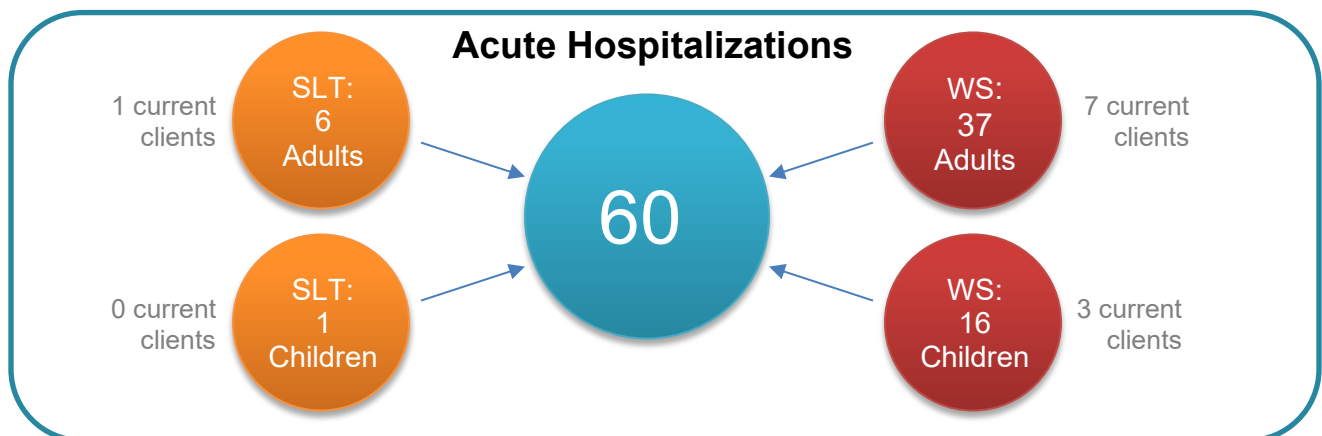 Acute Hospitalizations
1 current
clients
SLT:
6
Adults
0 current
clients
SLT:
1
Children
60
WS:
37
Adults
7 current
clients
WS:
16
Children
3 current
clients